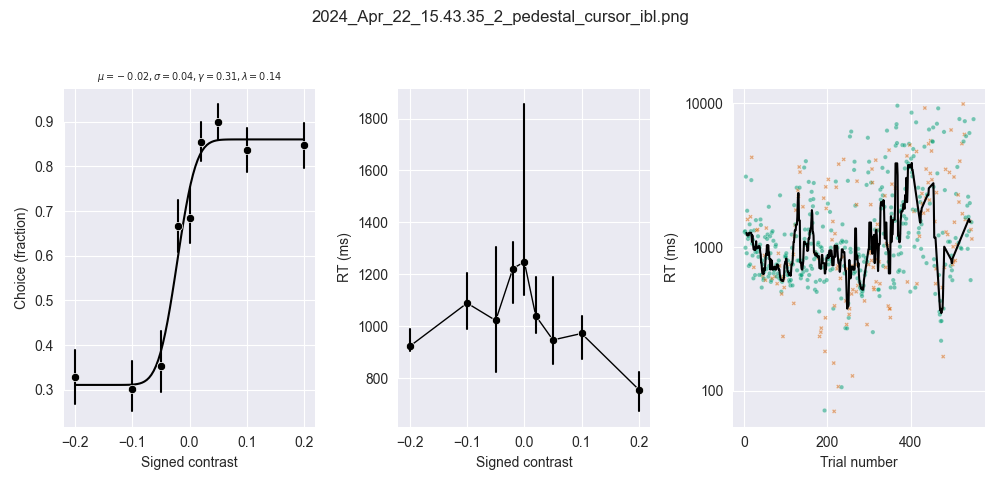 2024_Apr_22_15.43.35_2_pedestal_cursor_ibl.png
μ = − 0.02, σ = 0.04, γ = 0.31, λ = 0.14
Choice (fraction)
0.9
0.8
0.7
0.6
0.5
0.4
0.3
−0.2 −0.1 0.0 0.1 0.2
Signed contrast
RT (ms)
1800
1600
1400
1200
1000
800
−0.2 −0.1 0.0 0.1 0.2
Signed contrast
RT (ms)
10000
1000
100
0 200 400
Trial number